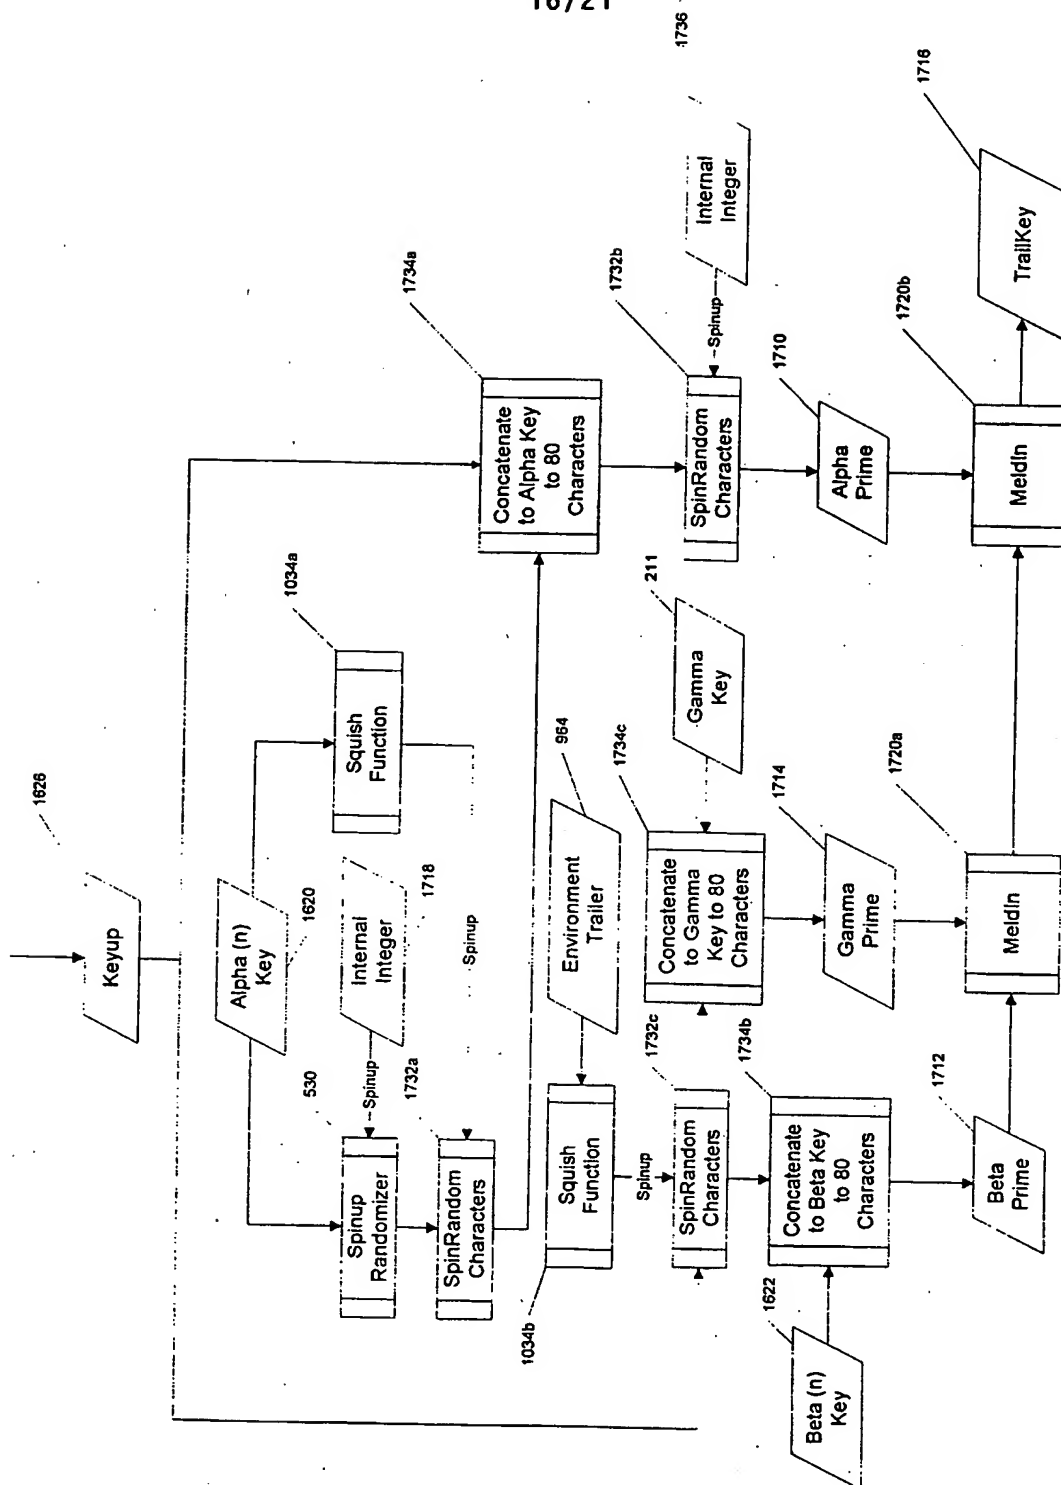 16/21
1626
Keyup
Alpha (n)
Key
1620
Squish
Function
1034a
Internal
Integer
1718
Spinup
530
Spinup
Randomizer
1732a
SpinRandom
Characters
Spinup
Concatenate
to Alpha Key
to 80
Characters
1734a
1736
Internal
Integer
Spinup
SpinRandom
Characters
1732b
Alpha
Prime
1710
Environment
Trailer
964
Squish
Function
1034b
Spinup
SpinRandom
Characters
1732c
Gamma
Key
211
Concatenate
to Gamma
Key to 80
Characters
1734c
Gamma
Prime
1714
Beta (n)
Key
1622
Concatenate
to Beta Key
to 80
Characters
1734b
Beta
Prime
1712
MeldIn
1720a
MeldIn
1720b
TrailKey
1716